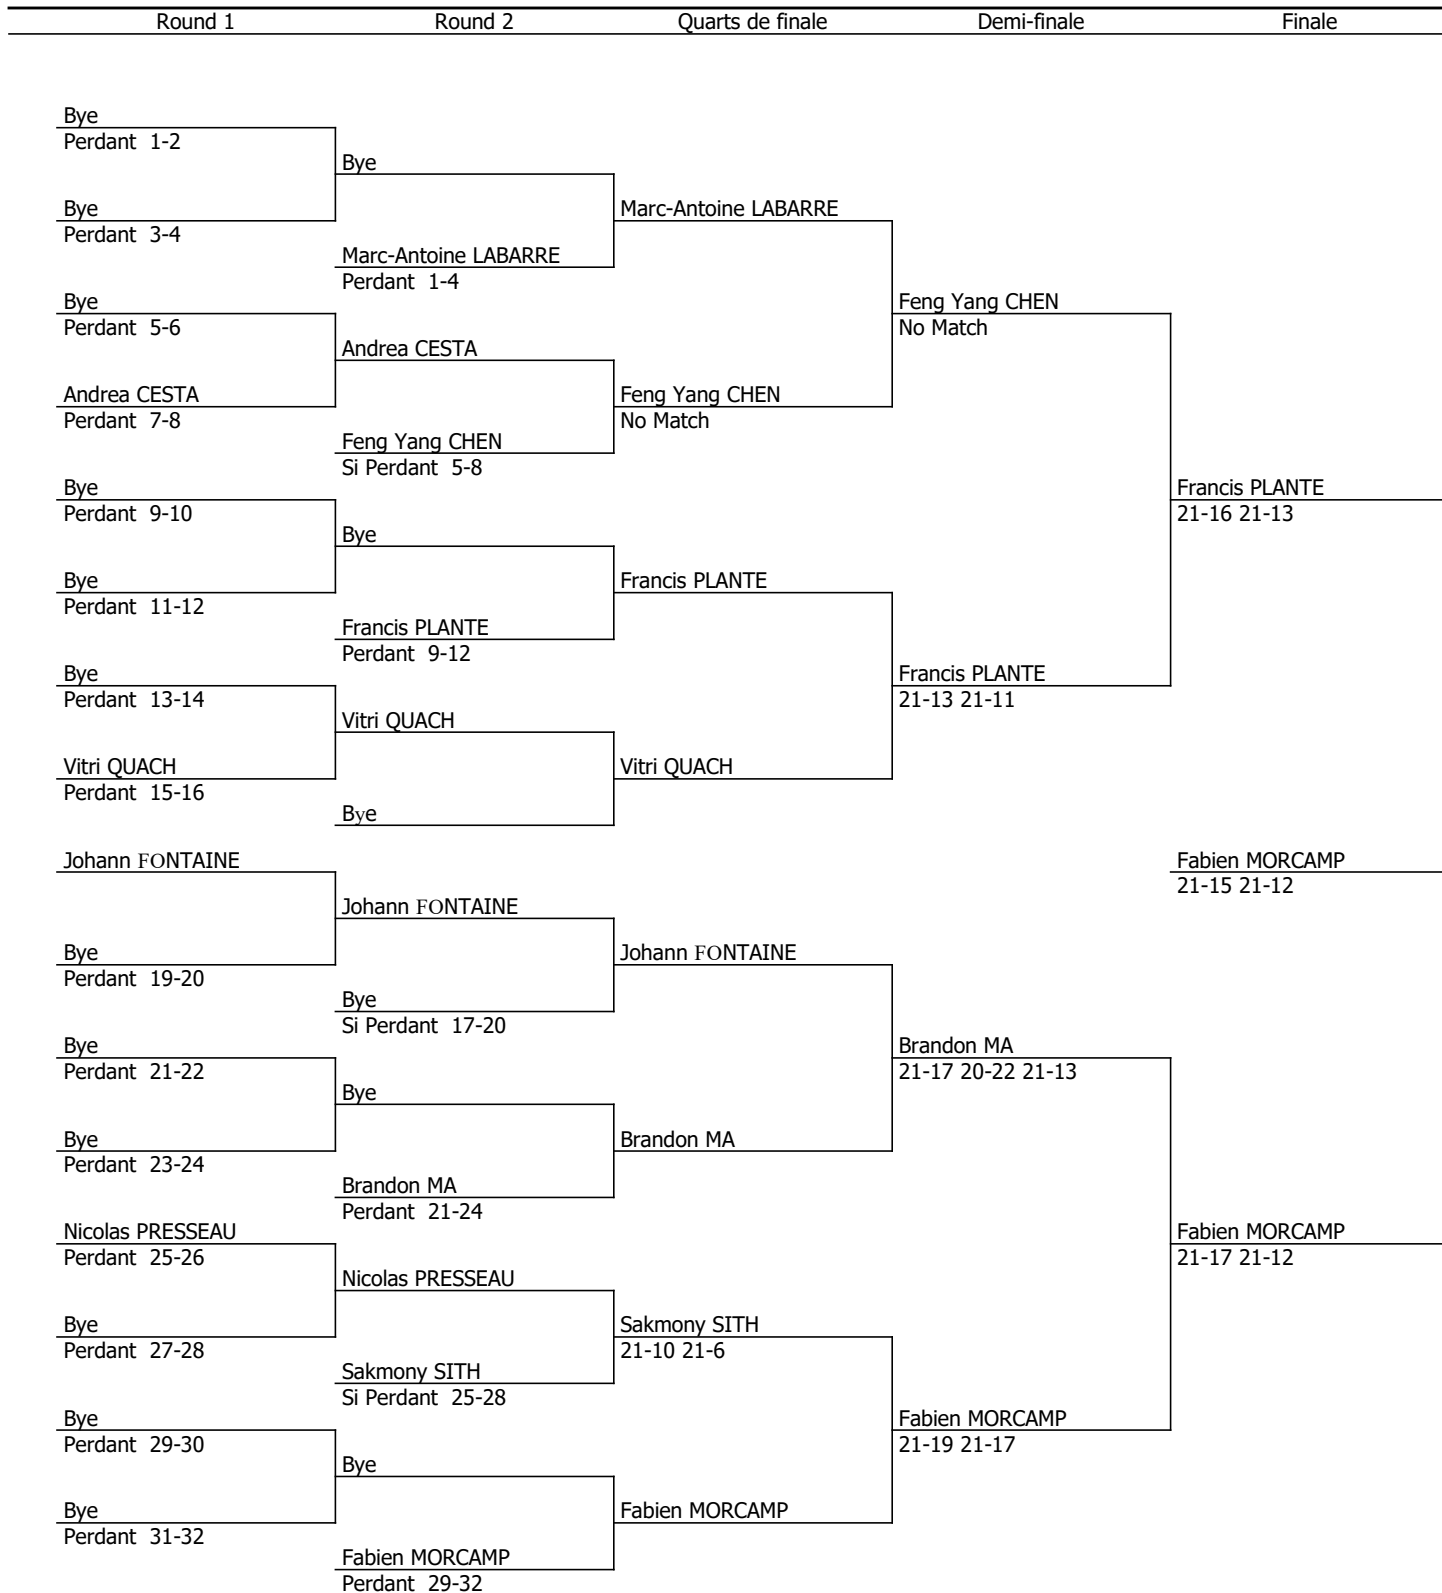 Round 1 Round 2 Quarts de finale Demi-finale Finale
Bye
Perdant 1-2
Bye
Bye Marc-Antoine LABARRE
Perdant 3-4
Marc-Antoine LABARRE
Perdant 1-4
Bye Feng Yang CHEN
Perdant 5-6 No Match
Andrea CESTA
Andrea CESTA Feng Yang CHEN
Perdant 7-8 No Match
Feng Yang CHEN
Si Perdant 5-8
Bye Francis PLANTE
Perdant 9-10 21-16 21-13
Bye
Bye Francis PLANTE
Perdant 11-12
Francis PLANTE
Perdant 9-12
Bye Francis PLANTE
Perdant 13-14 21-13 21-11
Vitri QUACH
Vitri QUACH Vitri QUACH
Perdant 15-16
Bye
Johann FONTAINE Fabien MORCAMP
21-15 21-12
Johann FONTAINE
Bye Johann FONTAINE
Perdant 19-20
Bye
Si Perdant 17-20
Bye Brandon MA
Perdant 21-22 21-17 20-22 21-13
Bye
Bye Brandon MA
Perdant 23-24
Brandon MA
Perdant 21-24
Nicolas PRESSEAU Fabien MORCAMP
Perdant 25-26 21-17 21-12
Nicolas PRESSEAU
Bye Sakmony SITH
Perdant 27-28 21-10 21-6
Sakmony SITH
Si Perdant 25-28
Bye Fabien MORCAMP
Perdant 29-30 21-19 21-17
Bye
Bye Fabien MORCAMP
Perdant 31-32
Fabien MORCAMP
Perdant 29-32